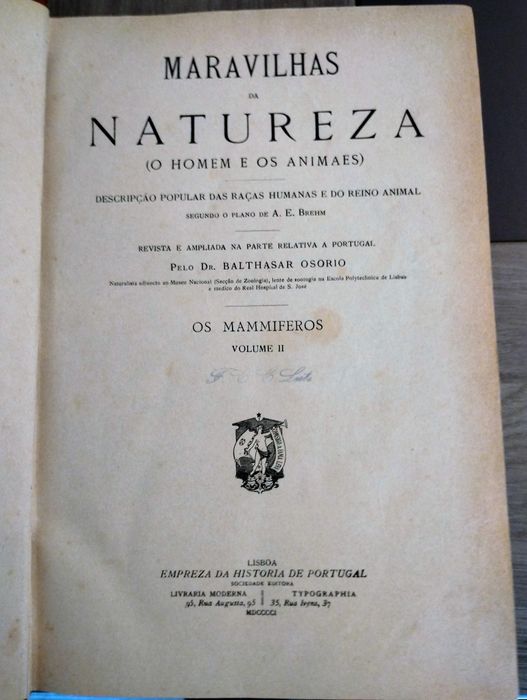 MARAVILHAS
DA
NATUREZA
(O HOMEM E OS ANIMAES)
DESCRIPÇÃO POPULAR DAS RAÇAS HUMANAS E DO REINO ANIMAL
SEGUNDO O PLANO DE A. E. BREHM
REVISTA E AMPLIADA NA PARTE RELATIVA A PORTUGAL
PELO DR. BALTHASAR OSORIO
Naturalista adjuncto ao Museu Nacional (Secção de Zoologia), lente de zoologia na Escola Polytechnica de Lisboa
e medico do Real Hospital de S. José
OS MAMMIFEROS
VOLUME II
LISBOA
EMPREZA DA HISTORIA DE PORTUGAL
SOCIEDADE EDITORA
LIVRARIA MODERNA TYPOGRAPHIA
95, Rua Augusta, 95 35, Rua Ivens, 37
MDCCCCI